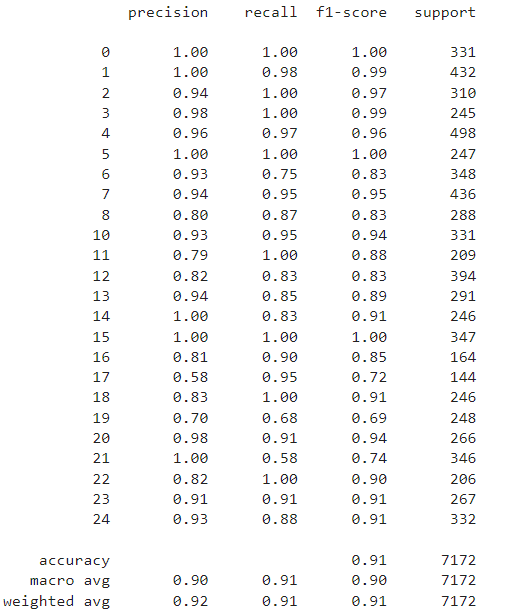 precision recall f1-score support
0 1.00 1.00 1.00 331
1 1.00 0.98 0.99 432
2 0.94 1.00 0.97 310
3 0.98 1.00 0.99 245
4 0.96 0.97 0.96 498
5 1.00 1.00 1.00 247
6 0.93 0.75 0.83 348
7 0.94 0.95 0.95 436
8 0.80 0.87 0.83 288
10 0.93 0.95 0.94 331
11 0.79 1.00 0.88 209
12 0.82 0.83 0.83 394
13 0.94 0.85 0.89 291
14 1.00 0.83 0.91 246
15 1.00 1.00 1.00 347
16 0.81 0.90 0.85 164
17 0.58 0.95 0.72 144
18 0.83 1.00 0.91 246
19 0.70 0.68 0.69 248
20 0.98 0.91 0.94 266
21 1.00 0.58 0.74 346
22 0.82 1.00 0.90 206
23 0.91 0.91 0.91 267
24 0.93 0.88 0.91 332
accuracy 0.91 7172
macro avg 0.90 0.91 0.90 7172
weighted avg 0.92 0.91 0.91 7172